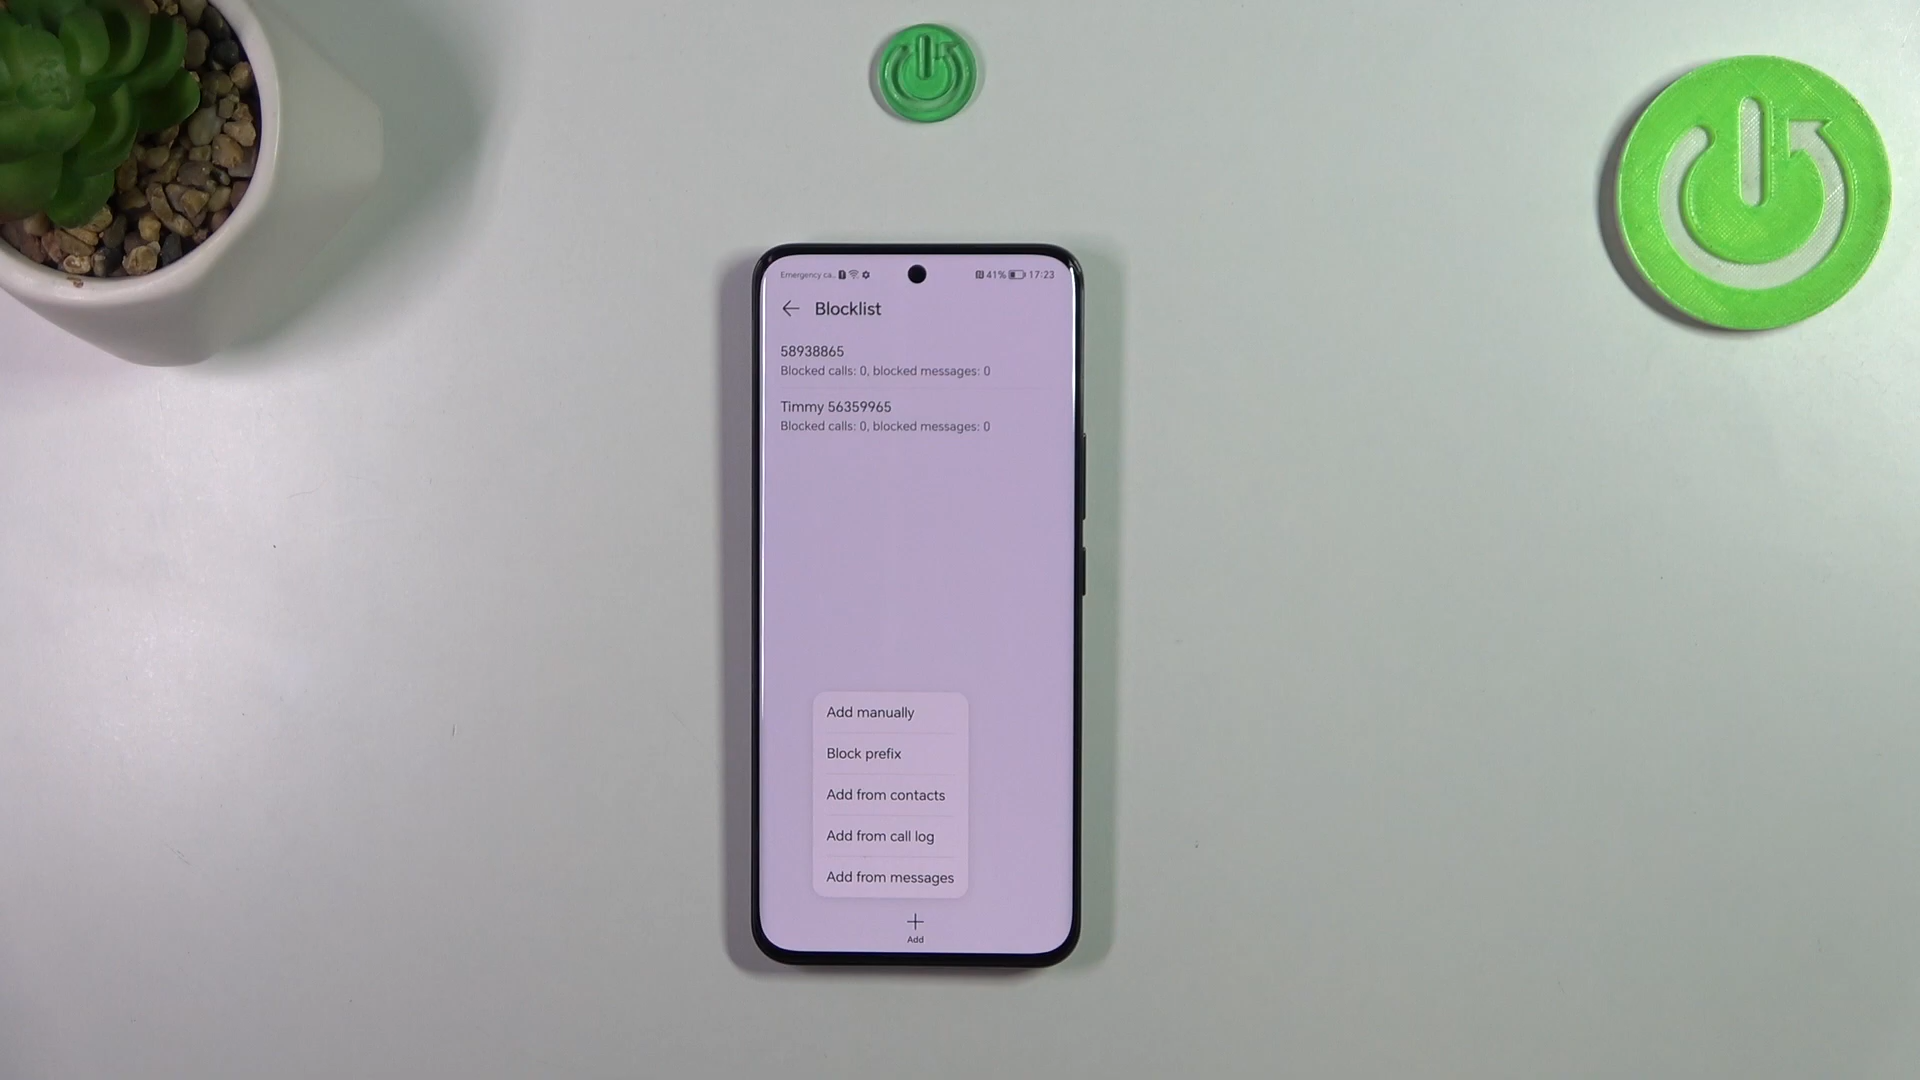 Emergency ca.. 41% 17:23
Blocklist
58938865
Blocked calls: 0, blocked messages: 0
Timmy 56359965
Blocked calls: 0, blocked messages: 0
Add manually
Block prefix
Add from contacts
Add from call log
Add from messages
Add